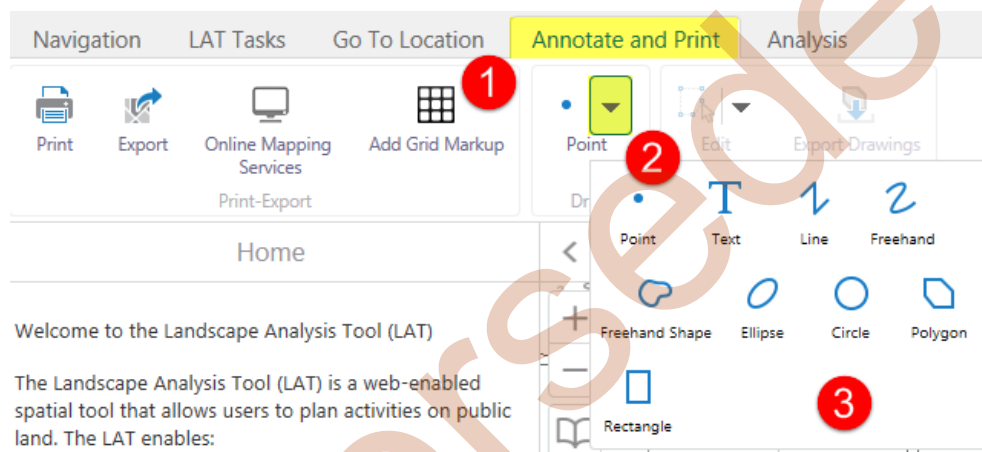 Navigation LAT Tasks Go To Location Annotate and Print Analysis
1
Print Export Online Mapping Services Add Grid Markup Point Edit Export Drawings
2
Print-Export Dr
Point Text Line Freehand
Home
Freehand Shape Ellipse Circle Polygon
Welcome to the Landscape Analysis Tool (LAT)
The Landscape Analysis Tool (LAT) is a web-enabled
spatial tool that allows users to plan activities on public
land. The LAT enables:
Rectangle
3
ersede